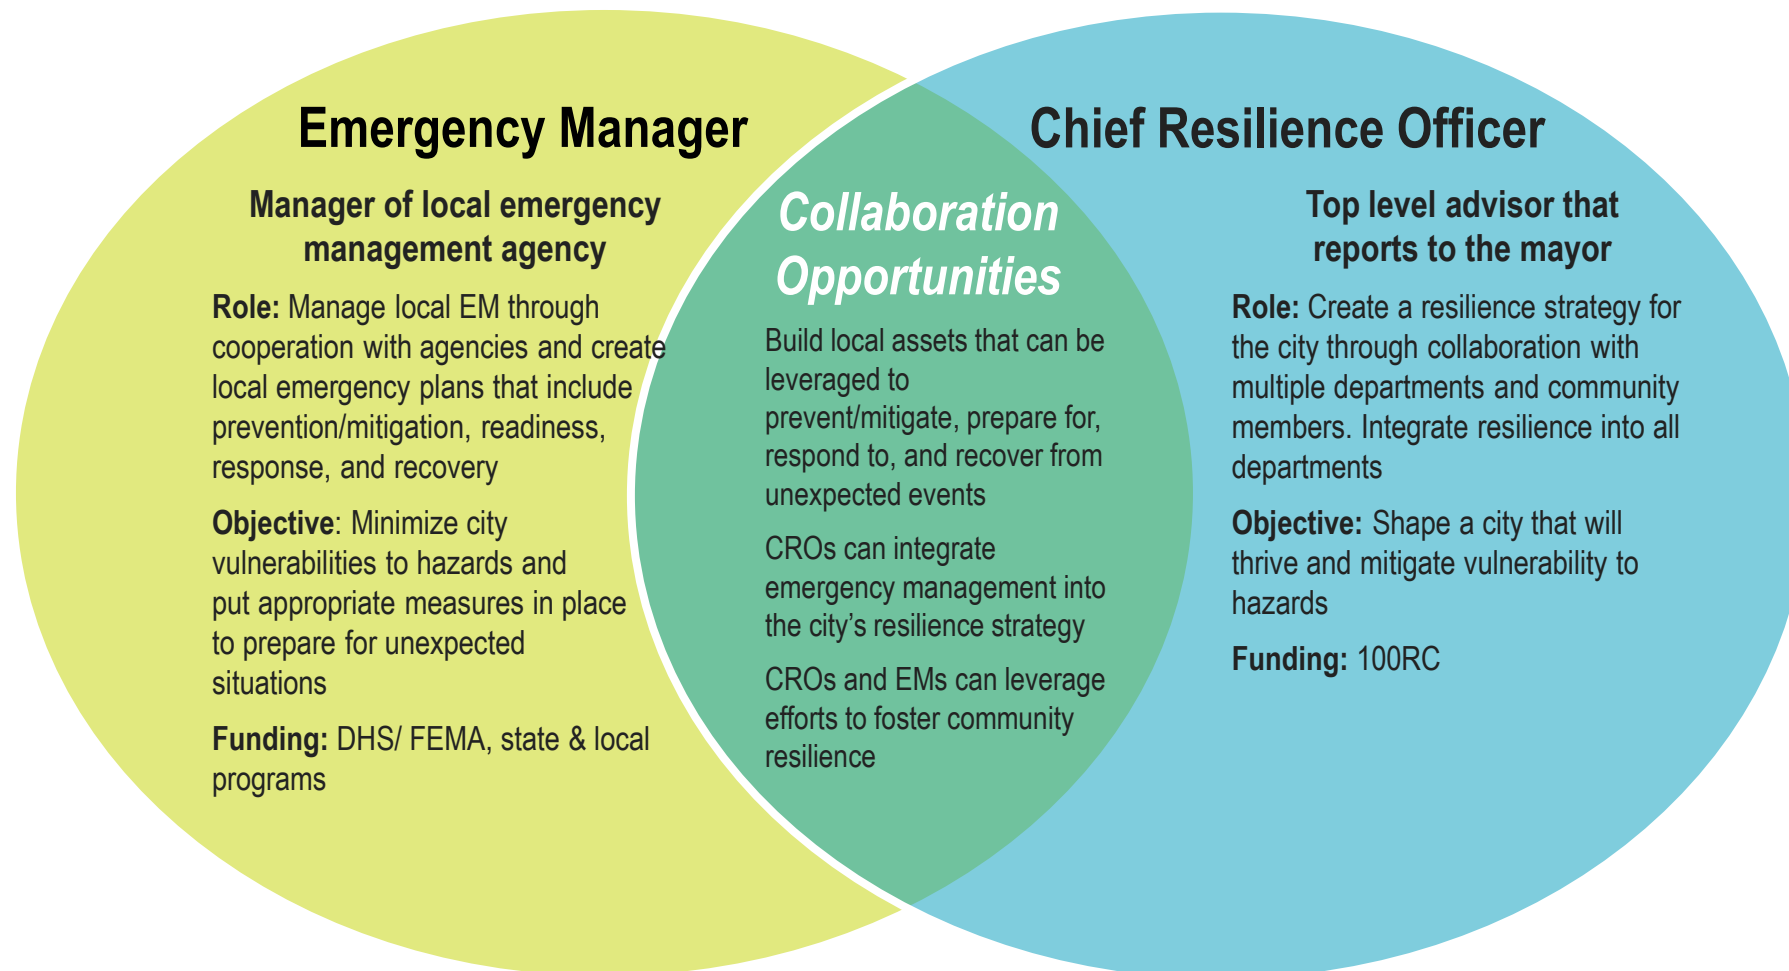 Emergency Manager
Manager of local emergency
management agency
Role: Manage local EM through
cooperation with agencies and create
local emergency plans that include
prevention/mitigation, readiness,
response, and recovery
Objective: Minimize city
vulnerabilities to hazards and
put appropriate measures in place
to prepare for unexpected
situations
Funding: DHS/ FEMA, state & local
programs
Collaboration
Opportunities
Build local assets that can be
leveraged to
prevent/mitigate, prepare for,
respond to, and recover from
unexpected events
CROs can integrate
emergency management into
the city’s resilience strategy
CROs and EMs can leverage
efforts to foster community
resilience
Chief Resilience Officer
Top level advisor that
reports to the mayor
Role: Create a resilience strategy for
the city through collaboration with
multiple departments and community
members. Integrate resilience into all
departments
Objective: Shape a city that will
thrive and mitigate vulnerability to
hazards
Funding: 100RC